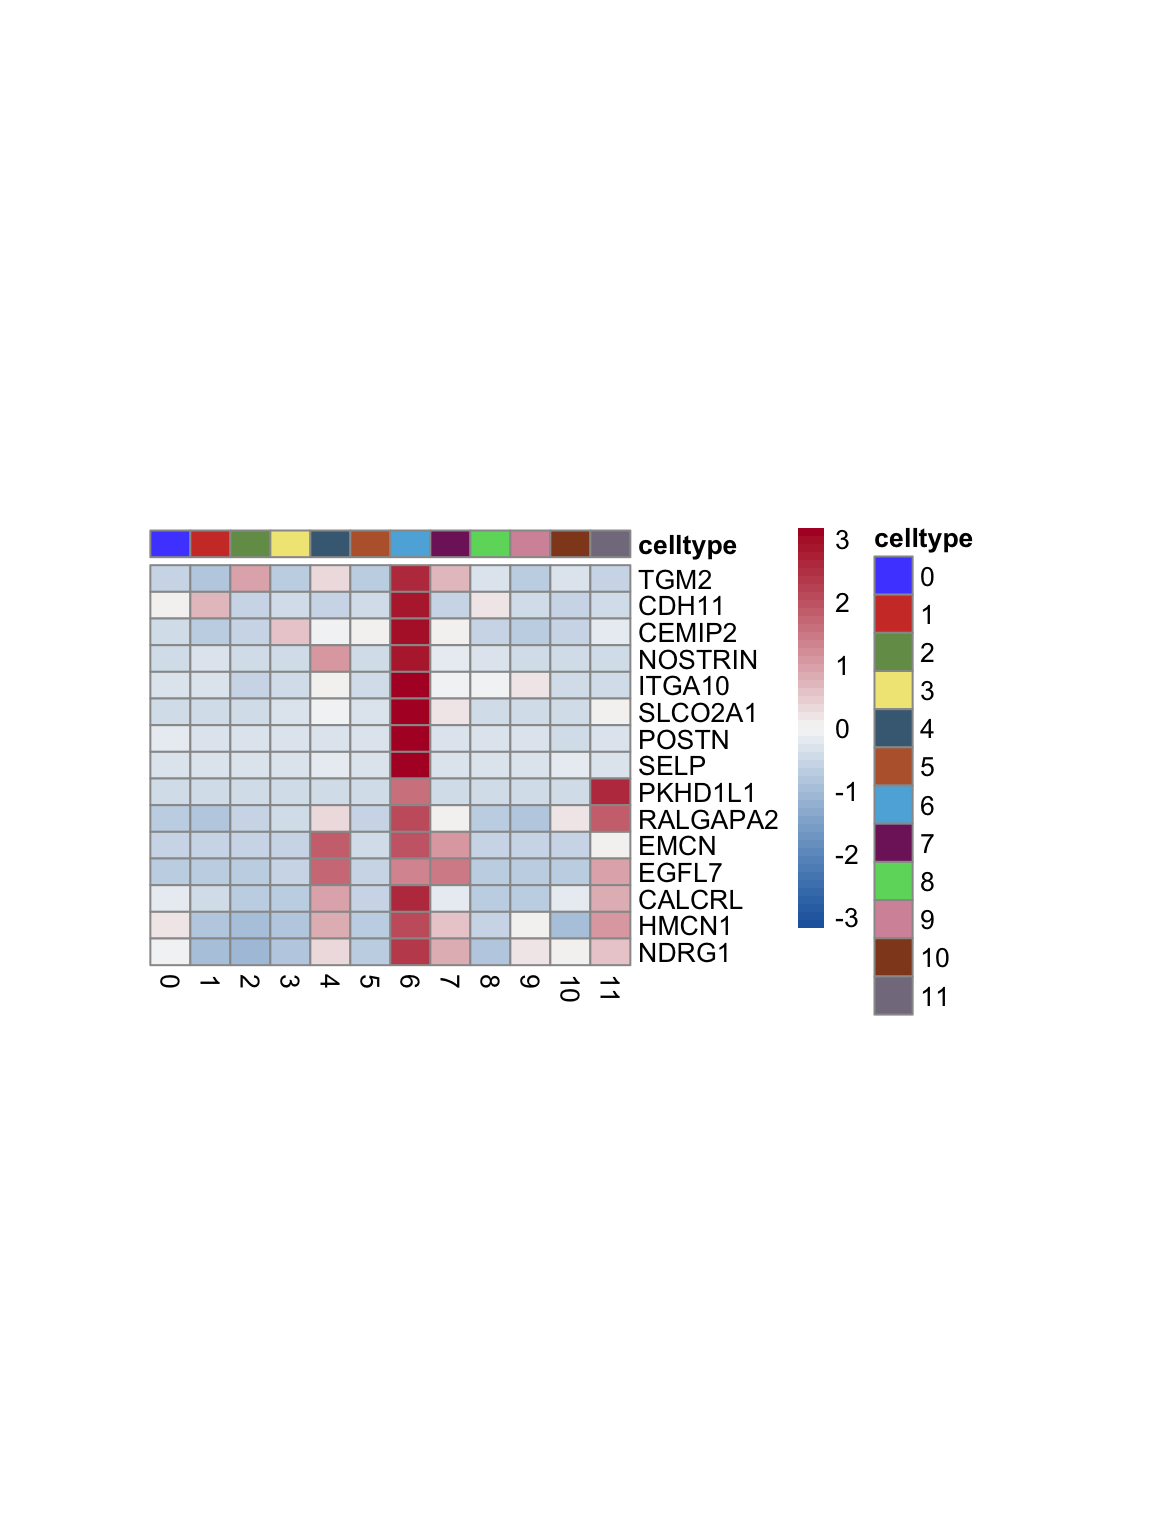 celltype
TGM2
CDH11
CEMIP2
NOSTRIN
ITGA10
SLCO2A1
POSTN
SELP
PKHD1L1
RALGAPA2
EMCN
EGFL7
CALCRL
HMCN1
NDRG1
0 1 2 3 4 5 6 7 8 9 10 11
3
2
1
0
-1
-2
-3
celltype
0
1
2
3
4
5
6
7
8
9
10
11